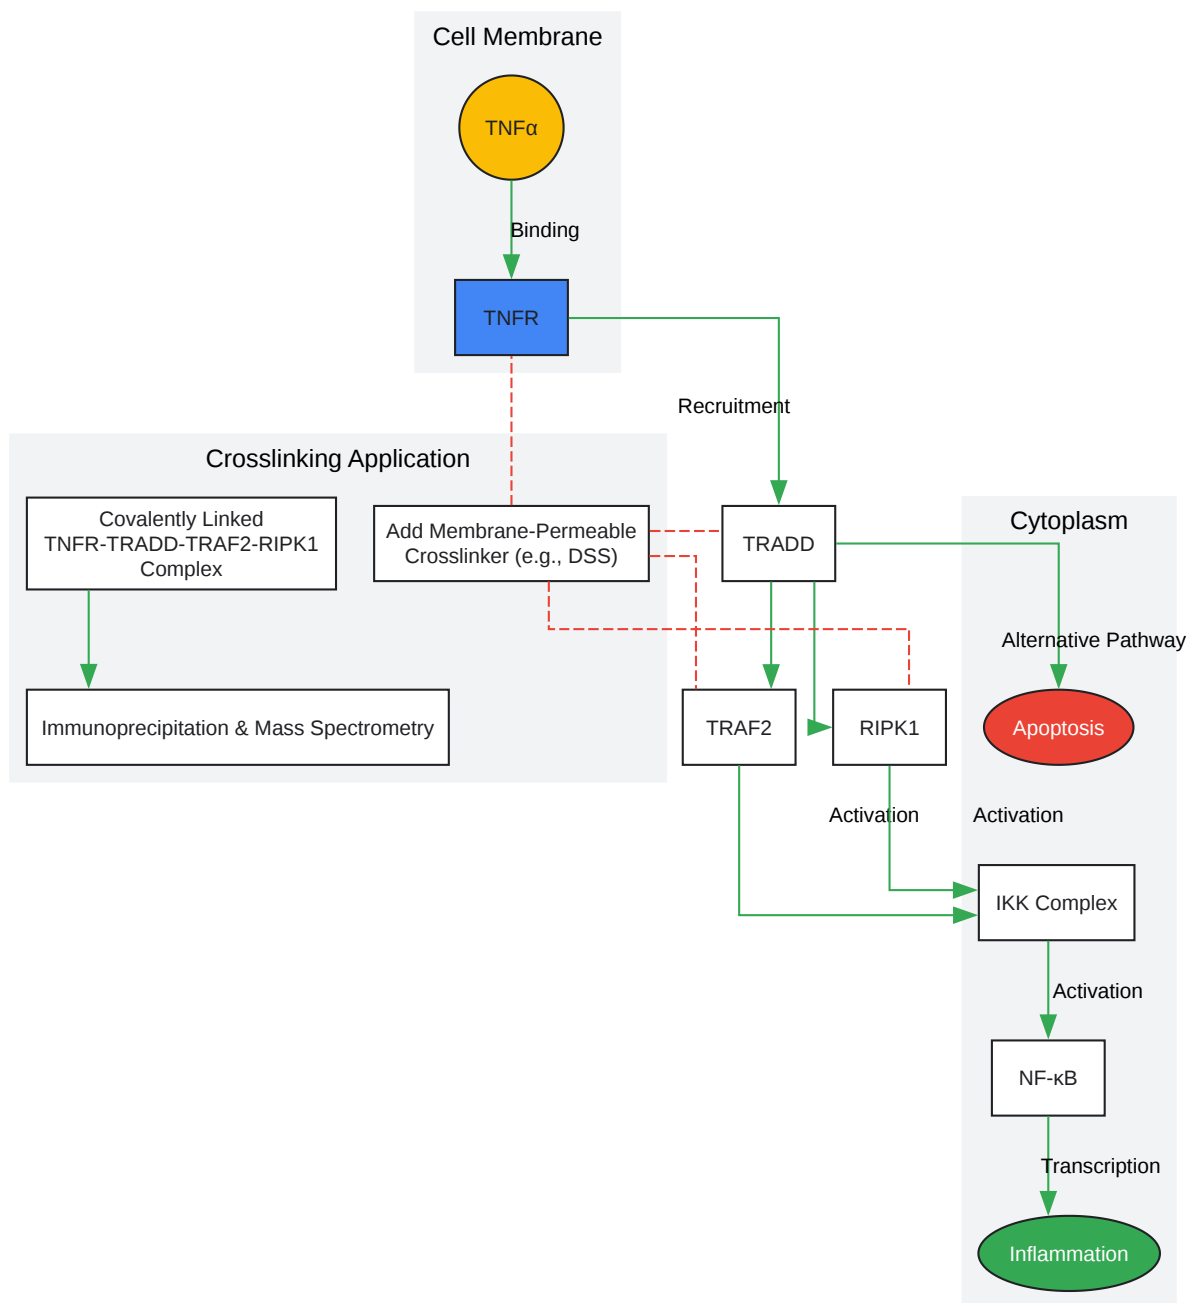 Cell Membrane
TNFα
Binding
TNFR
Recruitment
Crosslinking Application
Covalently Linked
TNFR-TRADD-TRAF2-RIPK1
Complex
Add Membrane-Permeable
Crosslinker (e.g., DSS)
TRADD
Cytoplasm
Alternative Pathway
Immunoprecipitation & Mass Spectrometry
TRAF2
RIPK1
Apoptosis
Activation
Activation
IKK Complex
Activation
NF-κB
Transcription
Inflammation